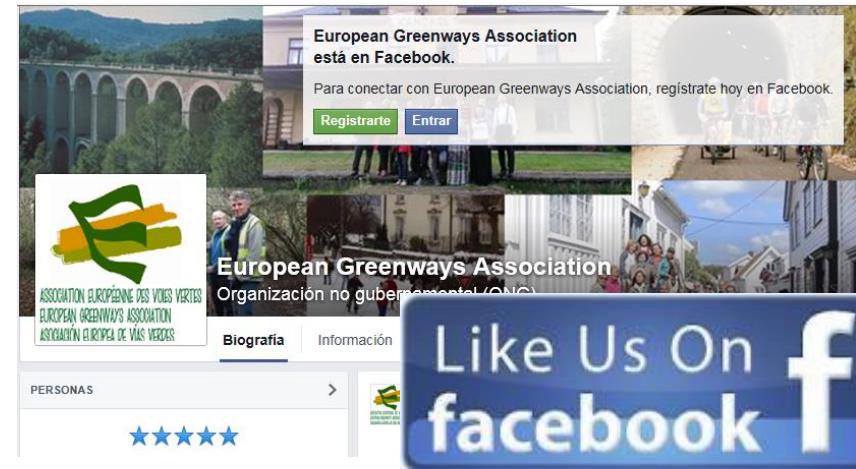 European Greenways Association
está en Facebook.
Para conectar con European Greenways Association, regístrate hoy en Facebook.
Registrarte Entrar
ASSOCIATION EUROPÉENNE DES VOIES VERTES
EUROPEAN GREENWAYS ASSOCIATION
ASOCIACIÓN EUROPEA DE VÍAS VERDES
European Greenways Association
Organización no gubernamental (ONG)
Biografía Información
PERSONAS
Like Us On
facebook
f